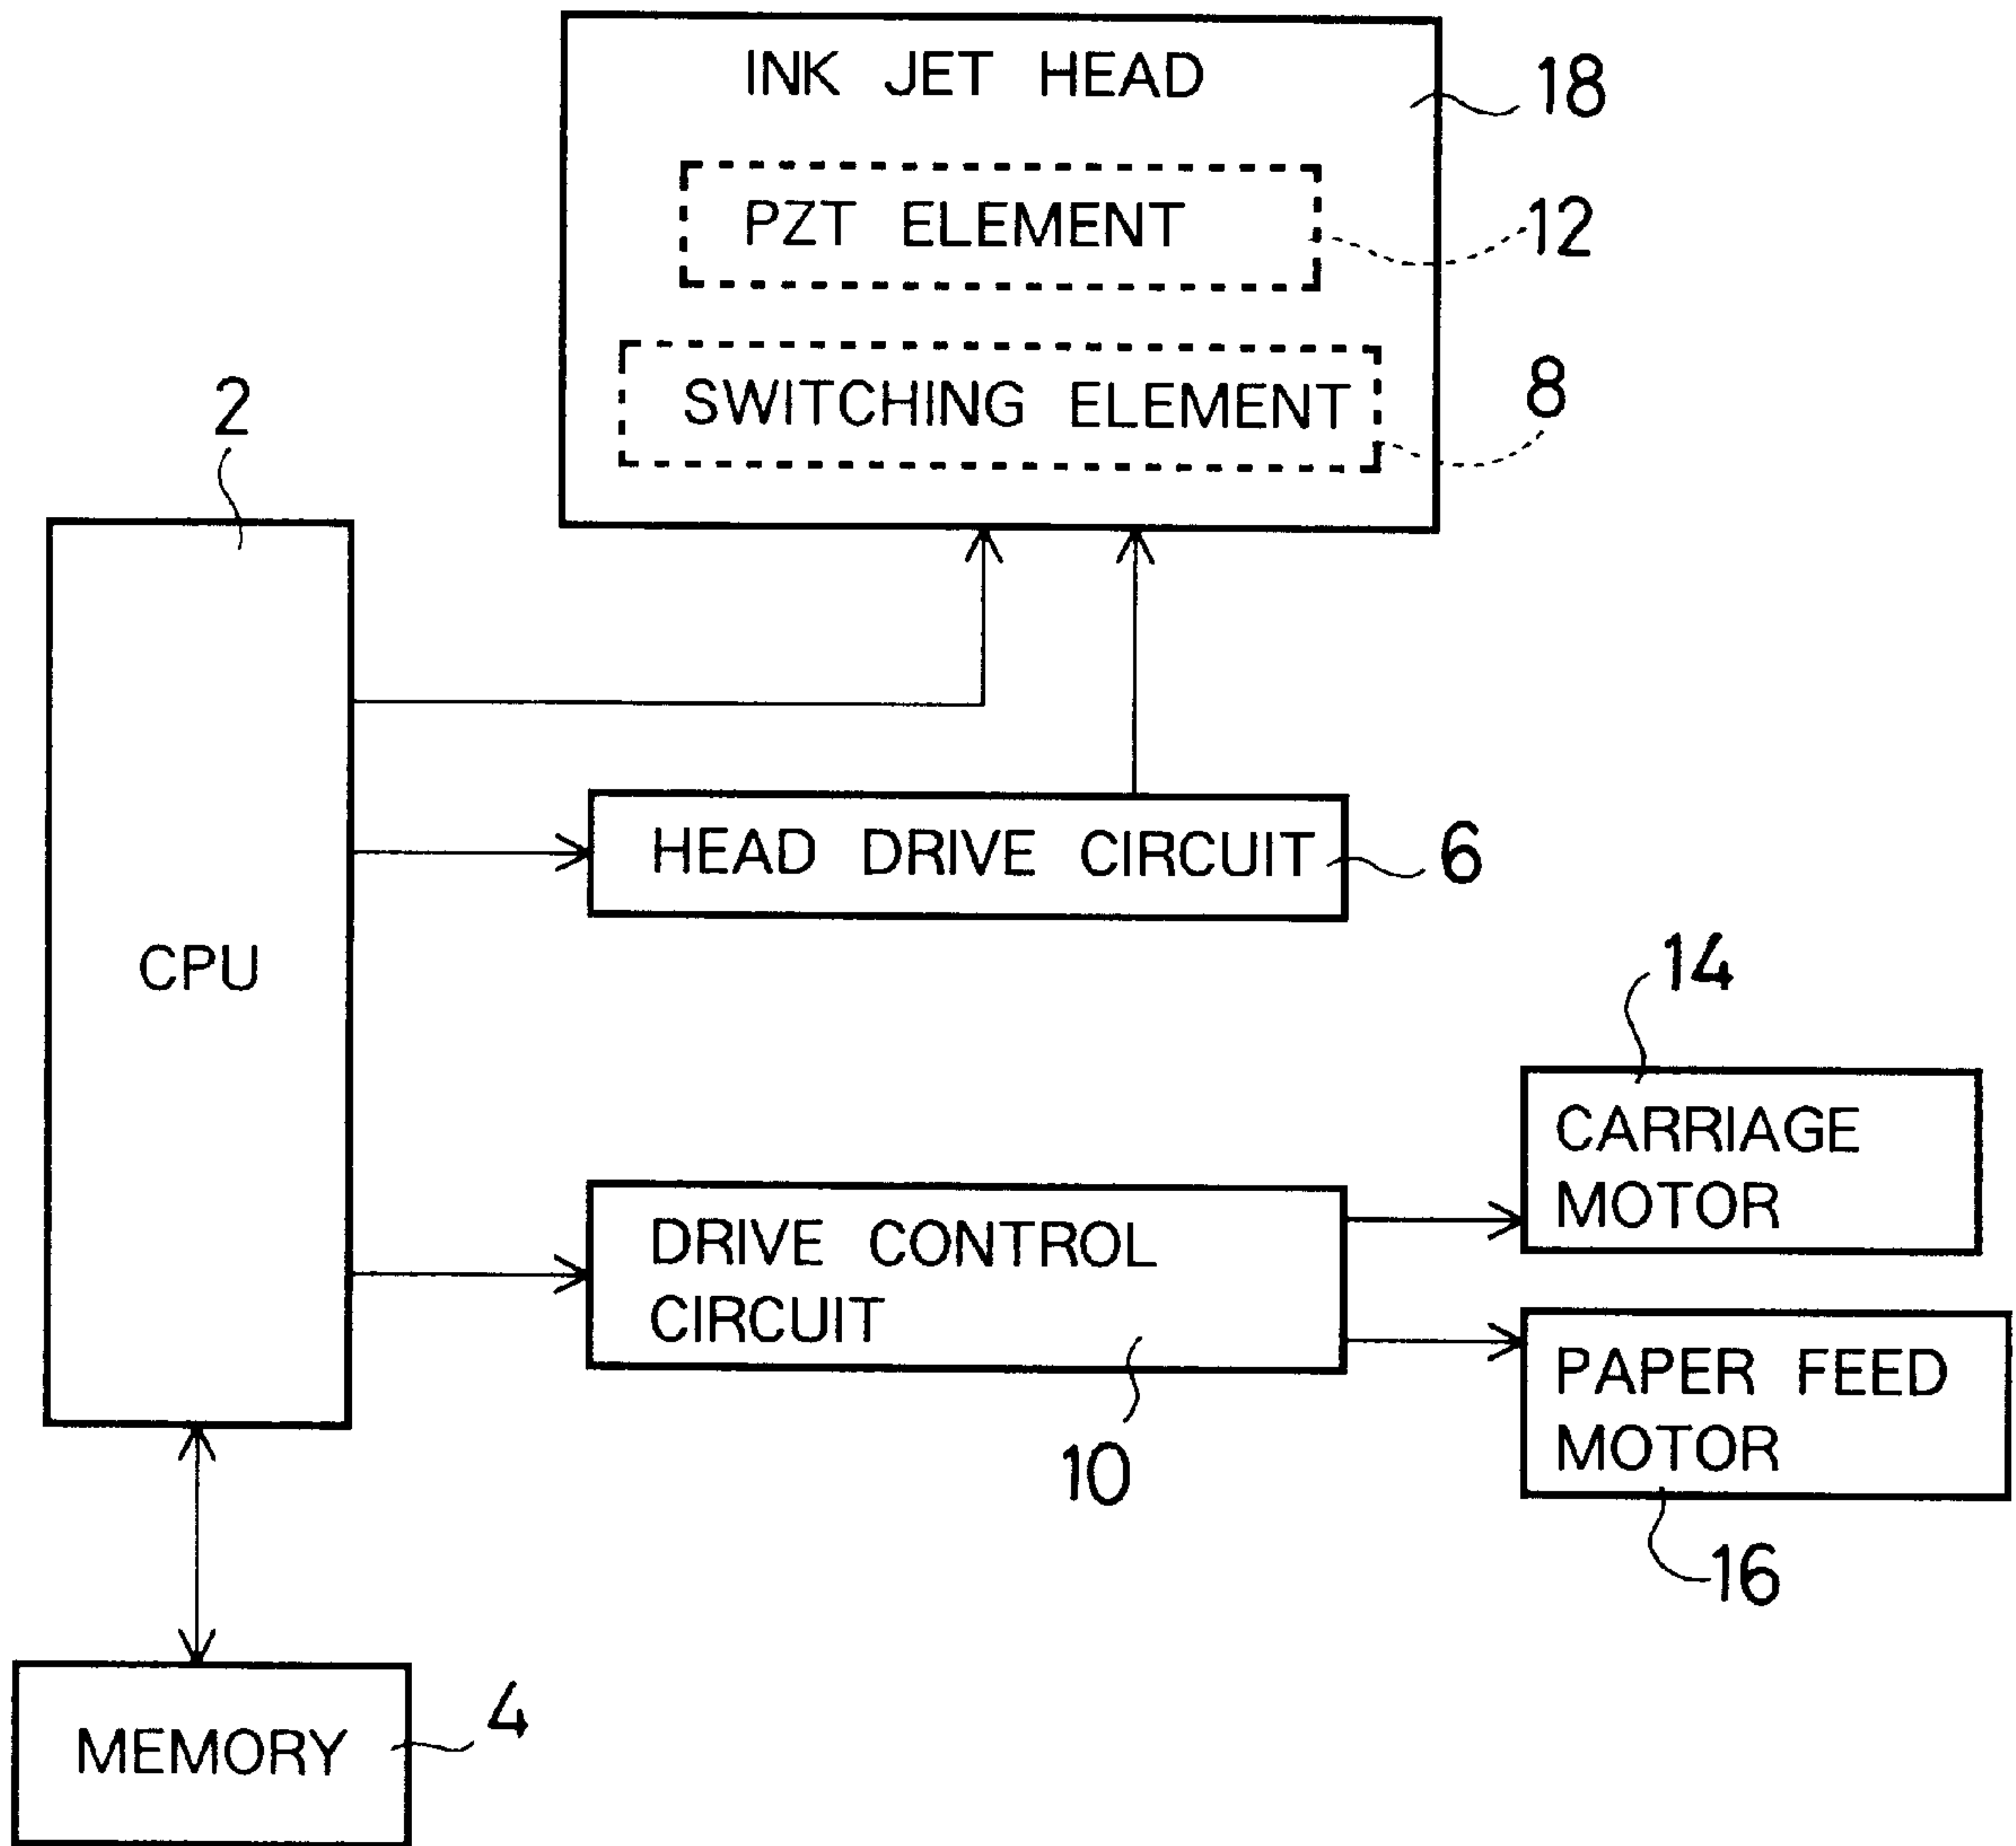 INK JET HEAD
18
PZT ELEMENT
12
SWITCHING ELEMENT
8
2
CPU
HEAD DRIVE CIRCUIT
6
14
CARRIAGE
MOTOR
DRIVE CONTROL
CIRCUIT
10
PAPER FEED
MOTOR
16
MEMORY
4